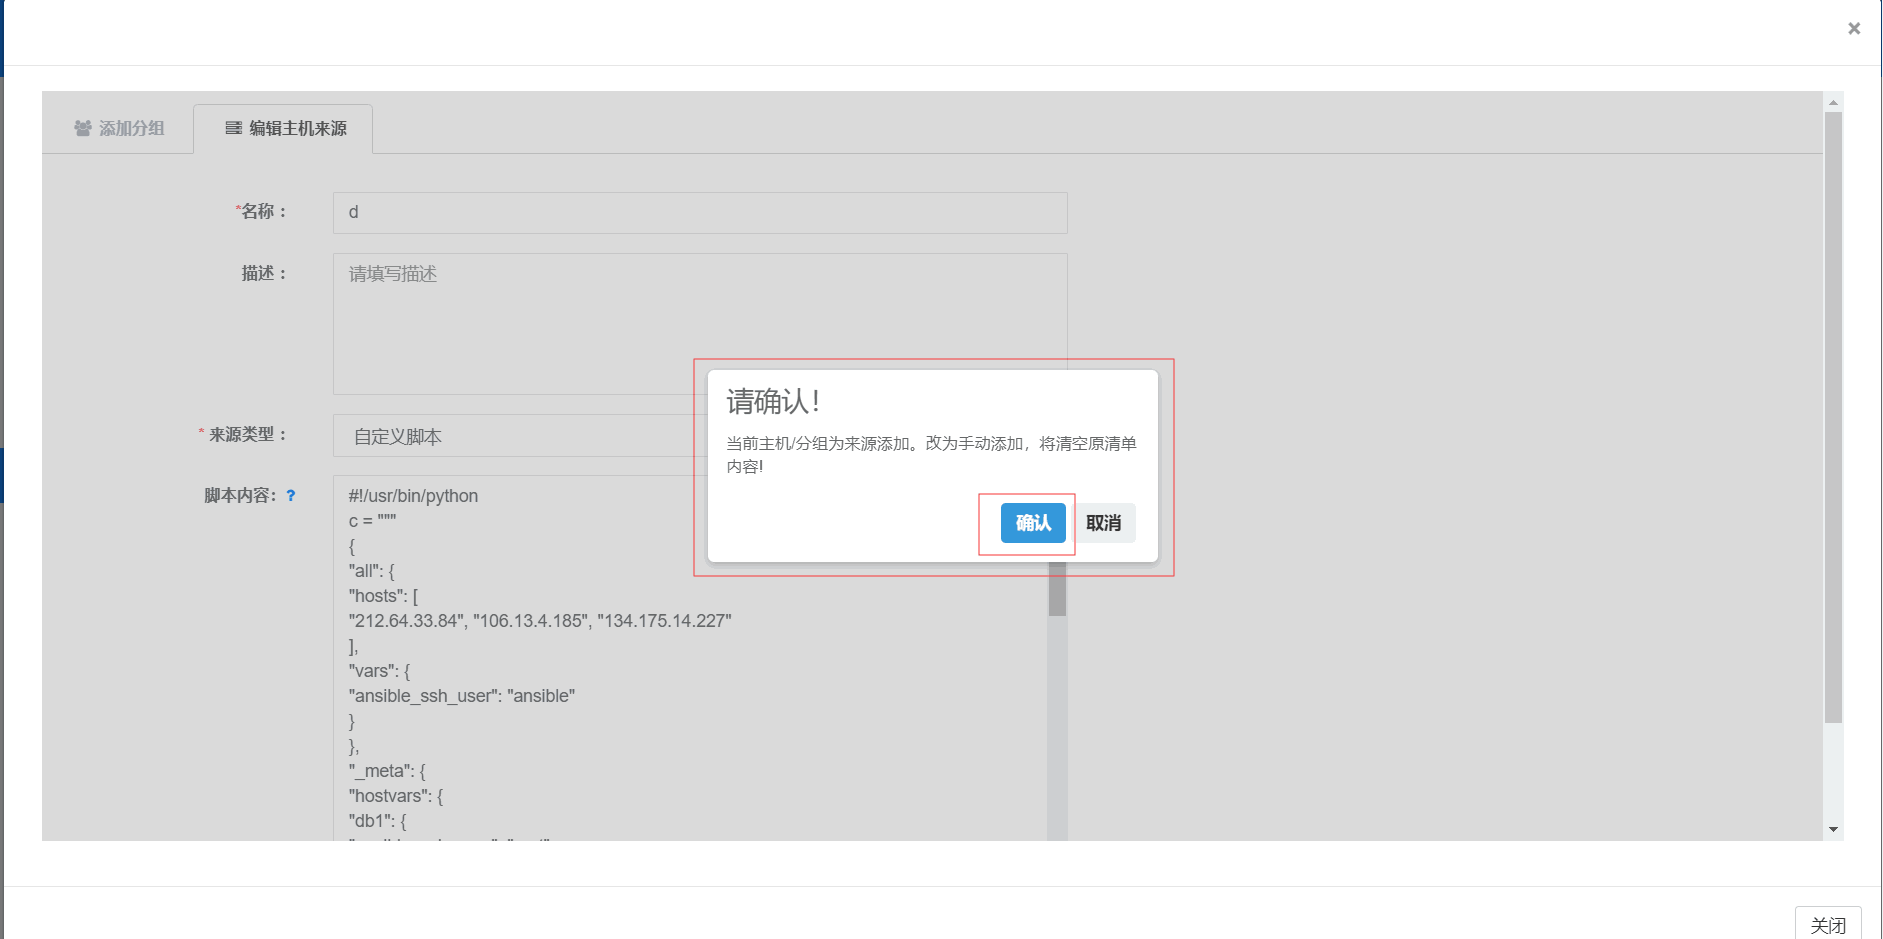 ×
添加分组
编辑主机来源
*名称：
d
描述：
请填写描述
* 来源类型：
自定义脚本
脚本内容: ?
#!/usr/bin/python
c = """
{
"all": {
"hosts": [
"212.64.33.84", "106.13.4.185", "134.175.14.227"
],
"vars": {
"ansible_ssh_user": "ansible"
}
},
"_meta": {
"hostvars": {
"db1": {
请确认!
当前主机/分组为来源添加。改为手动添加，将清空原清单
内容!
确认
取消
关闭